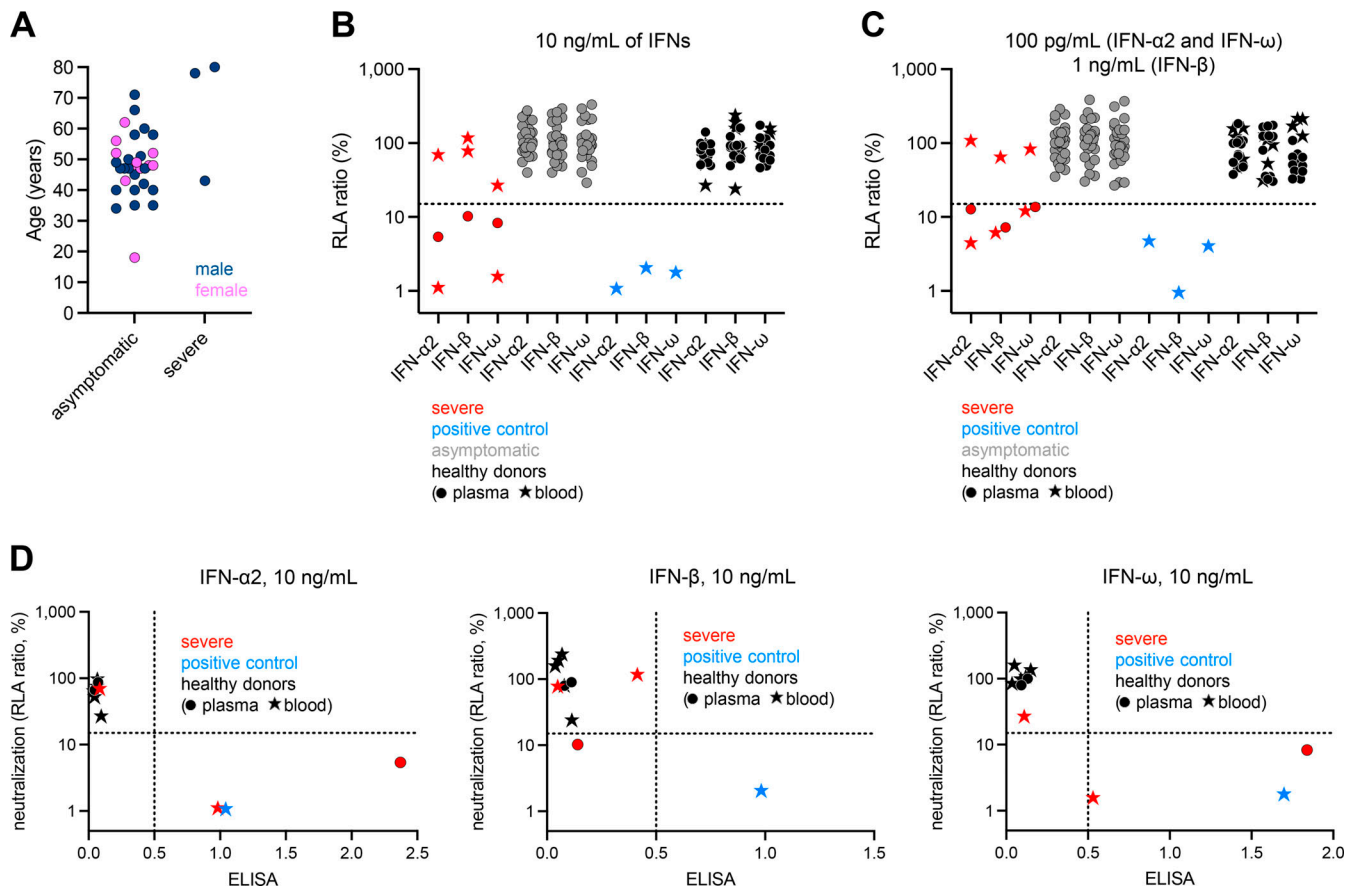 A
Age (years)
80
70
60
50
40
30
20
10
0
male
female
asymptomatic
severe
B
10 ng/mL of IFNs
RLA ratio (%)
1,000
100
10
1
IFN-α2
IFN-β
IFN-ω
IFN-α2
IFN-β
IFN-ω
IFN-α2
IFN-β
IFN-ω
IFN-α2
IFN-β
IFN-ω
severe
positive control
asymptomatic
healthy donors
(● plasma ★blood)
C
100 pg/mL (IFN-α2 and IFN-ω)
1 ng/mL (IFN-β)
RLA ratio (%)
1,000
100
10
1
IFN-α2
IFN-β
IFN-ω
IFN-α2
IFN-β
IFN-ω
IFN-α2
IFN-β
IFN-ω
IFN-α2
IFN-β
IFN-ω
severe
positive control
asymptomatic
healthy donors
(● plasma ★blood)
D
IFN-α2, 10 ng/mL
neutralization (RLA ratio, %)
1,000
100
10
1
severe
positive control
healthy donors
(● plasma ★blood)
0.0 0.5 1.0 1.5 2.0 2.5
ELISA
IFN-β, 10 ng/mL
neutralization (RLA ratio, %)
1,000
100
10
1
severe
positive control
healthy donors
(● plasma ★blood)
0.0 0.5 1.0 1.5
ELISA
IFN-ω, 10 ng/mL
neutralization (RLA ratio, %)
1,000
100
10
1
severe
positive control
healthy donors
(● plasma ★blood)
0.0 0.5 1.0 1.5 2.0
ELISA